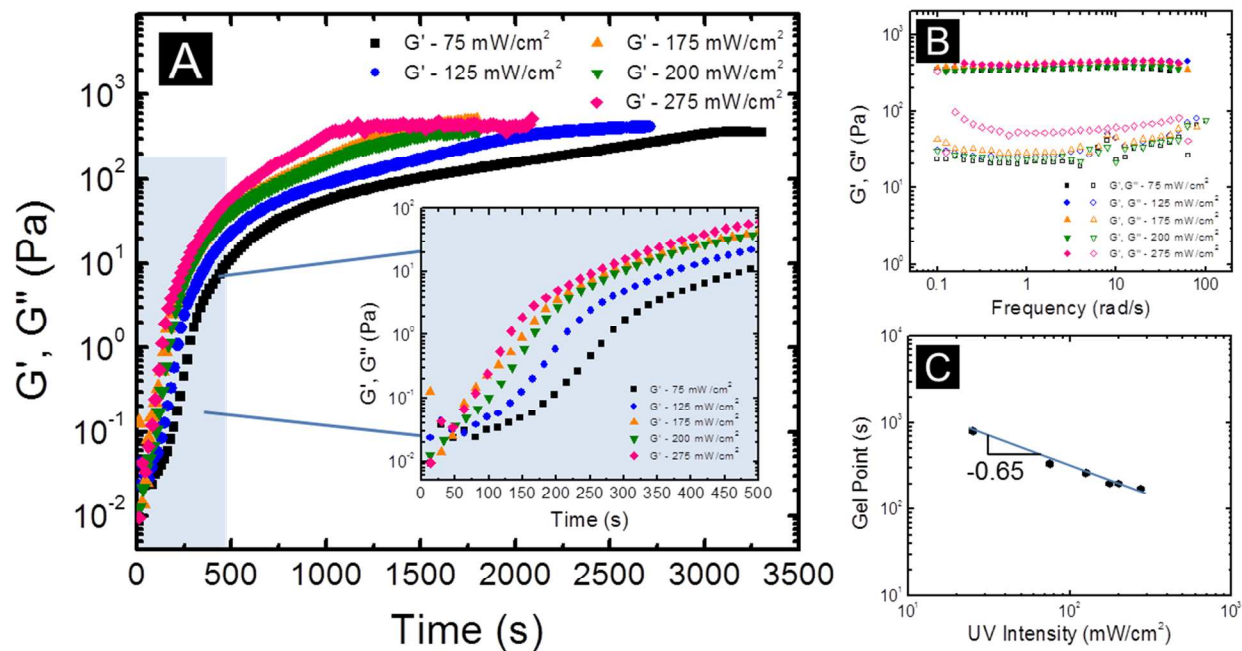 A
G' - 75 mW/cm²
G' - 125 mW/cm²
G' - 175 mW/cm²
G' - 200 mW/cm²
G' - 275 mW/cm²
G', G'' (Pa)
10³
10²
10¹
10⁰
10⁻¹
10⁻²
0 500 1000 1500 2000 2500 3000 3500
Time (s)
G', G'' (Pa)
10²
10¹
10⁰
10⁻¹
10⁻²
G' - 75 mW/cm²
G' - 125 mW/cm²
G' - 175 mW/cm²
G' - 200 mW/cm²
G' - 275 mW/cm²
0 50 100 150 200 250 300 350 400 450 500
Time (s)
B
G', G'' (Pa)
10³
10²
10¹
10⁰
G',G'' - 75 mW/cm²
G', G'' - 125 mW/cm²
G', G'' - 175 mW/cm²
G', G'' - 200 mW/cm²
G', G'' - 275 mW/cm²
0.1 1 10 100
Frequency (rad/s)
C
Gel Point (s)
10⁴
10³
10²
10¹
-0.65
10¹ 10² 10³
UV Intensity (mW/cm²)